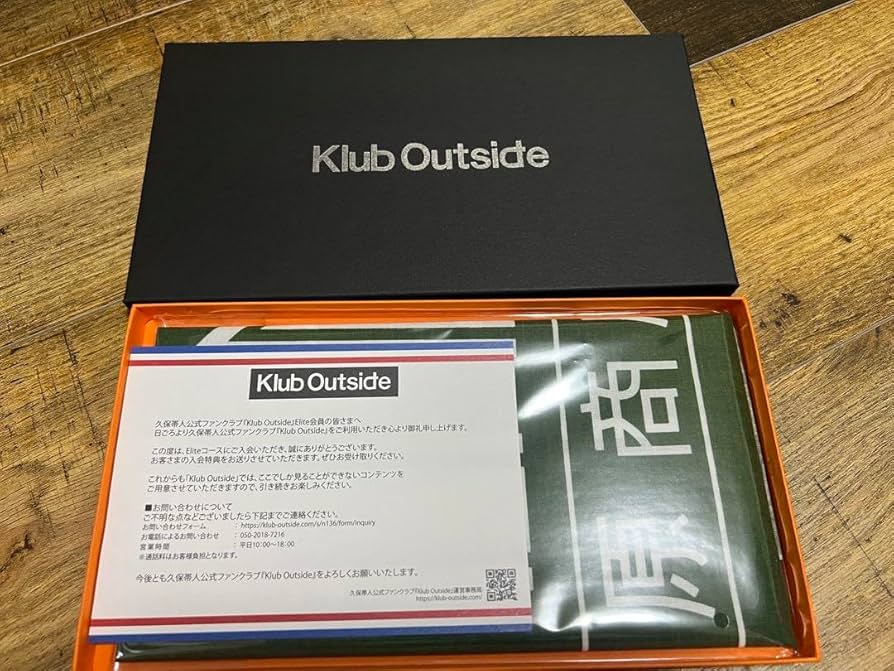 Klub Outside
Klub Outside
久保帯人公式ファンクラブ『Klub Outside』Elite会員の皆さまへ
日ごろより久保帯人公式ファンクラブ『Klub Outside』をご利用いただき心より御礼申し上げます。
この度は、Eliteコースにご入会いただき、誠にありがとうございます。
お客さまの入会特典をお送りさせていただきます。ぜひお受け取りください。
これからも「Klub Outside」では、ここでしか見ることができないコンテンツを
ご用意させていただきますので、引き続きお楽しみください。
■お問い合わせについて
ご不明な点などございましたら下記までご連絡ください。
お問い合わせフォーム : https://klub-outside.com/s/n136/form/inquiry
お電話によるお問い合わせ : 050-2018-7216
営業時間 : 平日10:00～18:00
※通話料はお客様負担となります。
今後とも久保帯人公式ファンクラブ『Klub Outside』をよろしくお願いいたします。
久保帯人公式ファンクラブ『Klub Outside』運営事務局
https://klub-outside.com/
商